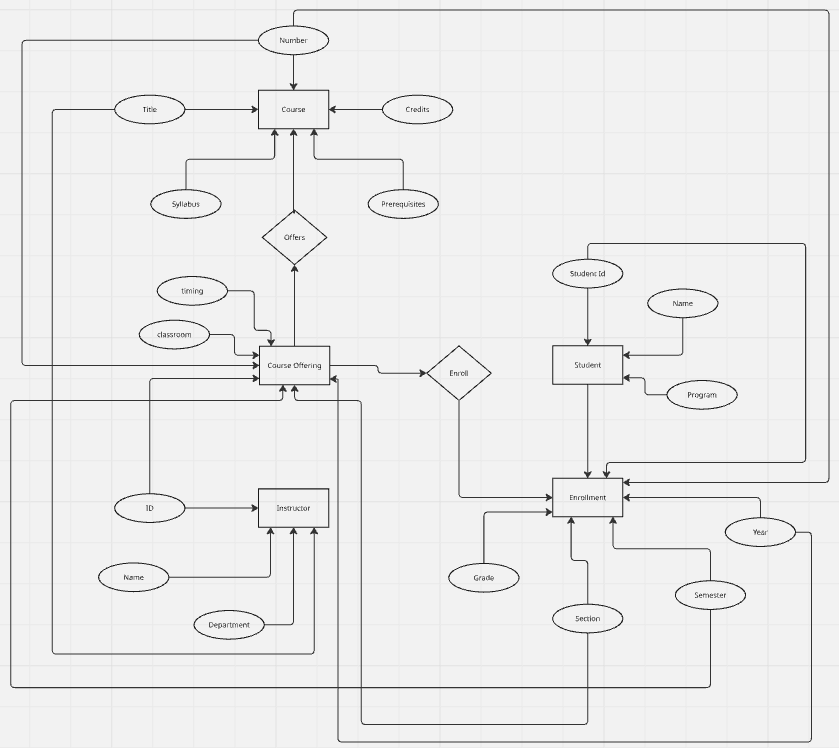 Number
Title
Course
Credits
Syllabus
Prerequisites
Offers
Student Id
timing
Name
classroom
Course Offering
Enroll
Student
Program
ID
Instructor
Enrollment
Year
Name
Grade
Semester
Department
Section